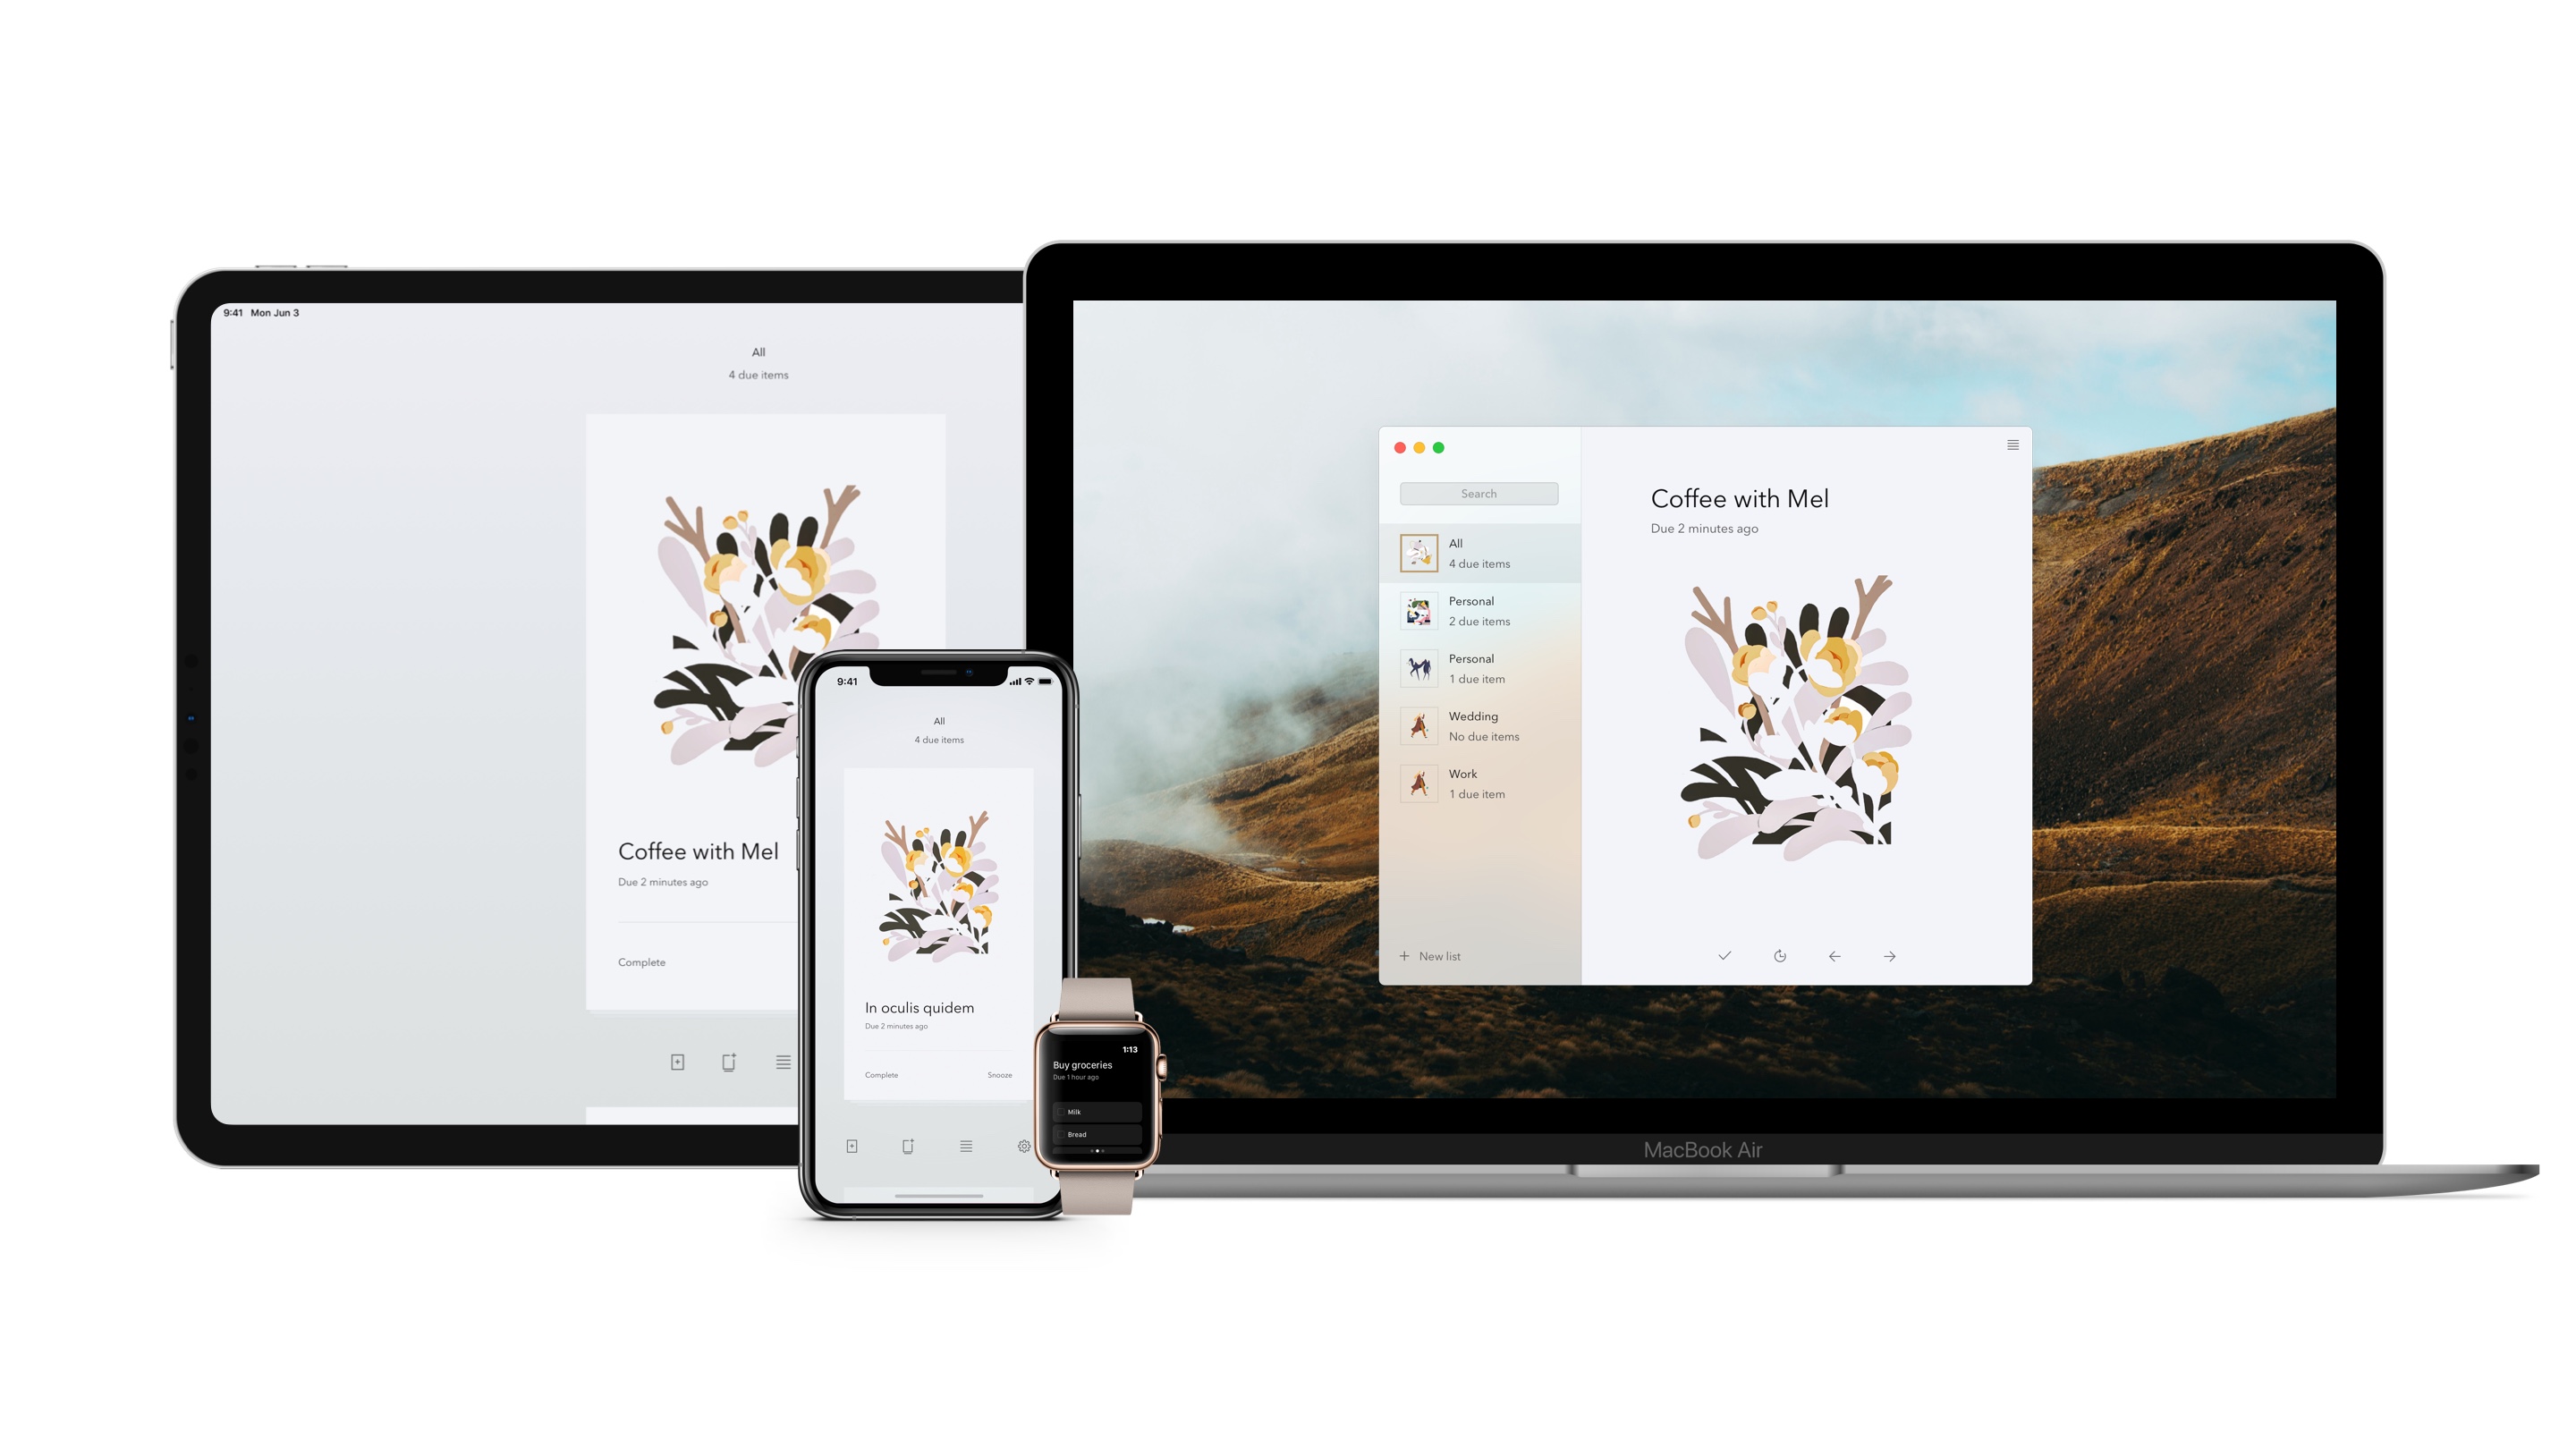 9:41 Mon Jun 3
All
4 due items
Coffee with Mel
Due 2 minutes ago
Complete
9:41
All
4 due items
In oculis quidem
Due 2 minutes ago
Complete Snooze
1:13
Buy groceries
Due 1 hour ago
Milk
Bread
Search
All
4 due items
Personal
2 due items
Personal
1 due item
Wedding
No due items
Work
1 due item
+ New list
Coffee with Mel
Due 2 minutes ago
MacBook Air